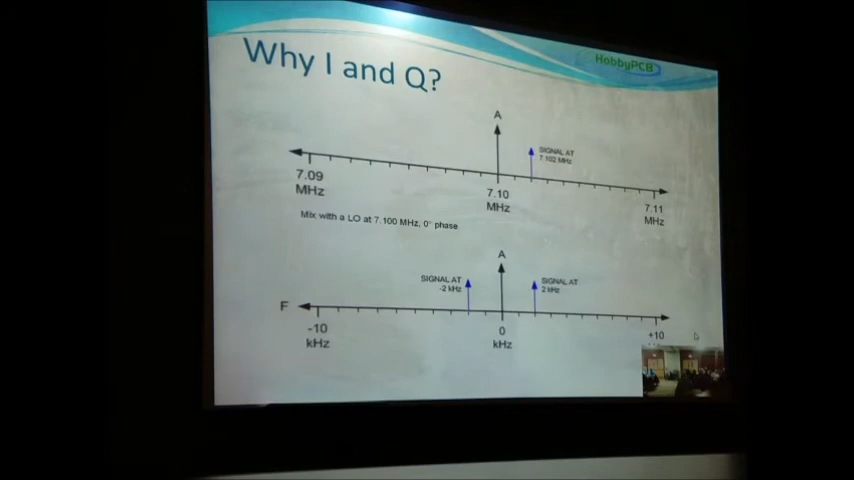 Why I and Q?
HobbyPCB
A
SIGNAL AT
7.102 MHz
7.09
MHz
7.10
MHz
7.11
MHz
Mix with a LO at 7.100 MHz, 0° phase
A
SIGNAL AT
-2 kHz
SIGNAL AT
2 kHz
F
-10
kHz
0
kHz
+10